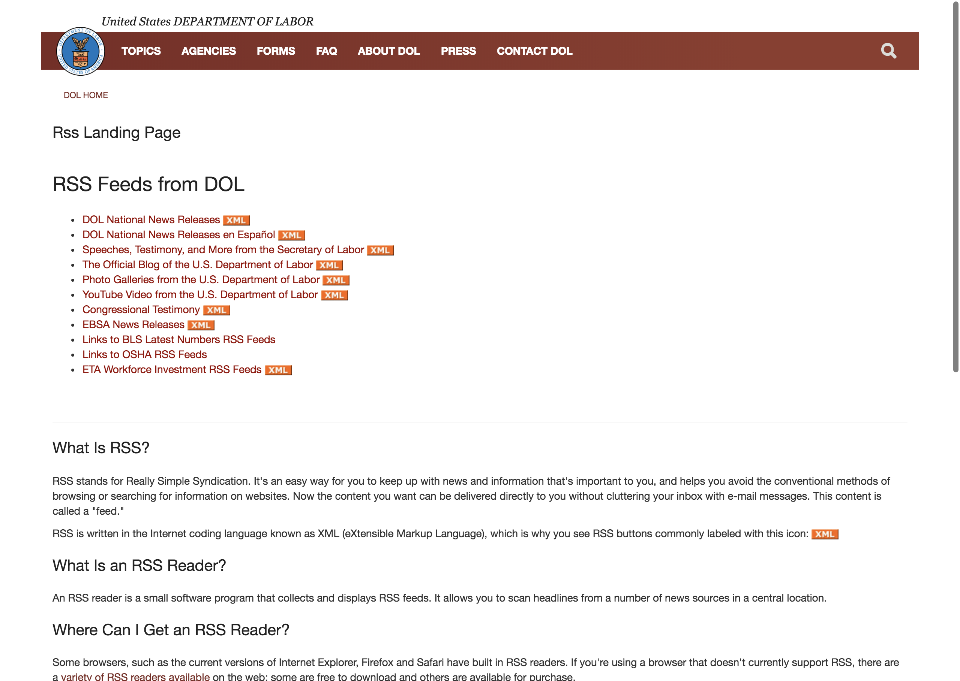 United States DEPARTMENT OF LABOR
TOPICS AGENCIES FORMS FAQ ABOUT DOL PRESS CONTACT DOL
DOL HOME
Rss Landing Page
RSS Feeds from DOL
DOL National News Releases XML
DOL National News Releases en Español XML
Speeches, Testimony, and More from the Secretary of Labor XML
The Official Blog of the U.S. Department of Labor XML
Photo Galleries from the U.S. Department of Labor XML
YouTube Video from the U.S. Department of Labor XML
Congressional Testimony XML
EBSA News Releases XML
Links to BLS Latest Numbers RSS Feeds
Links to OSHA RSS Feeds
ETA Workforce Investment RSS Feeds XML
What Is RSS?
RSS stands for Really Simple Syndication. It's an easy way for you to keep up with news and information that's important to you, and helps you avoid the conventional methods of
browsing or searching for information on websites. Now the content you want can be delivered directly to you without cluttering your inbox with e-mail messages. This content is
called a "feed."
RSS is written in the Internet coding language known as XML (eXtensible Markup Language), which is why you see RSS buttons commonly labeled with this icon: XML
What Is an RSS Reader?
An RSS reader is a small software program that collects and displays RSS feeds. It allows you to scan headlines from a number of news sources in a central location.
Where Can I Get an RSS Reader?
Some browsers, such as the current versions of Internet Explorer, Firefox and Safari have built in RSS readers. If you're using a browser that doesn't currently support RSS, there are
a variety of RSS readers available on the web: some are free to download and others are available for purchase.